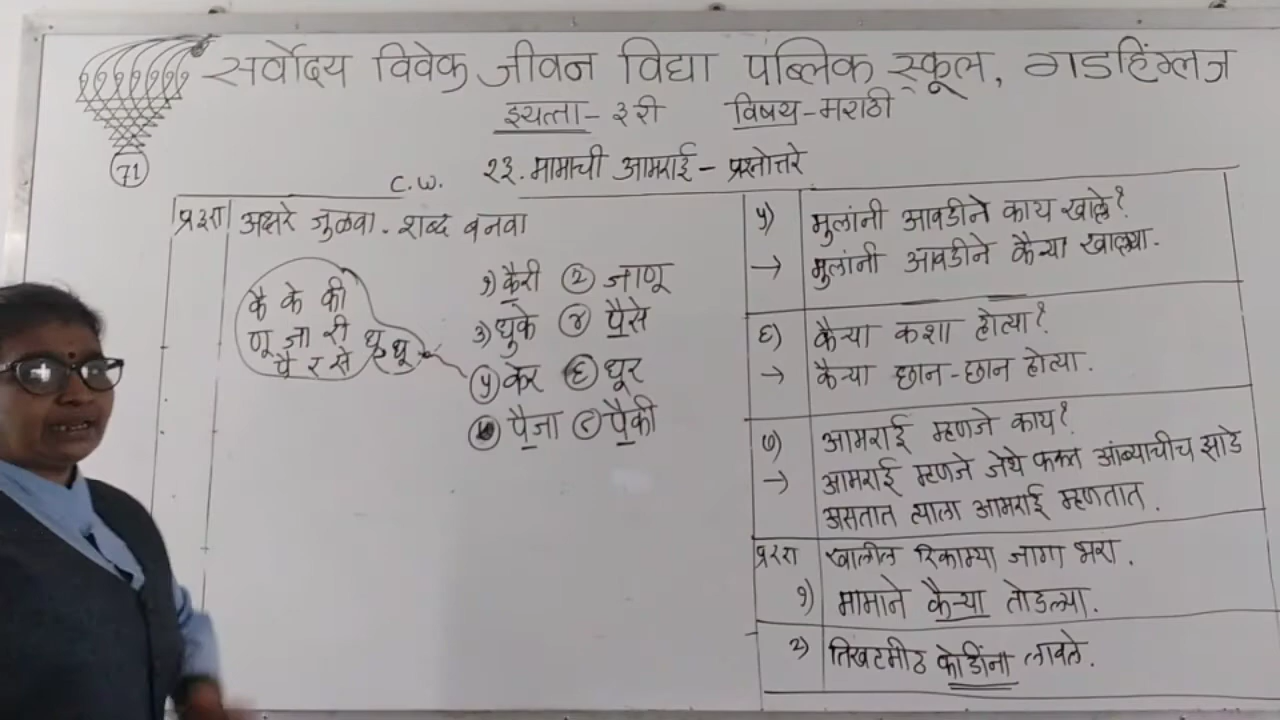 सर्वोदय विवेक जीवन विद्या पब्लिक स्कूल, गडहिंग्लज
इयत्ता - ३री विषय - मराठी
71
१३. मामाची आमराई - प्रश्नोत्तरे
C.W.
प्र३रा अक्षरे जुळवा. शब्द बनवा
कै के की
णू जा री धु
पै र से धू
१) कैरी २ जाणू
३) धुके ४ पैसे
५ केर ६ धूर
७ पैजा ८ पैकी
५) मुलांनी आवडीने काय खाल्ले?
→ मुलांनी आवडीने कैऱ्या खाल्ल्या.
६) कैऱ्या कशा होत्या?
→ कैऱ्या छान-छान होत्या.
७) आमराई म्हणजे काय?
→ आमराई म्हणजे जेथे फक्त आंब्याचीच झाडे
असतात त्याला आमराई म्हणतात.
प्र२रा खालील रिकाम्या जागा भरा.
१) मामाने कैऱ्या तोडल्या.
२) तिखटमीठ फोडींना लावले.